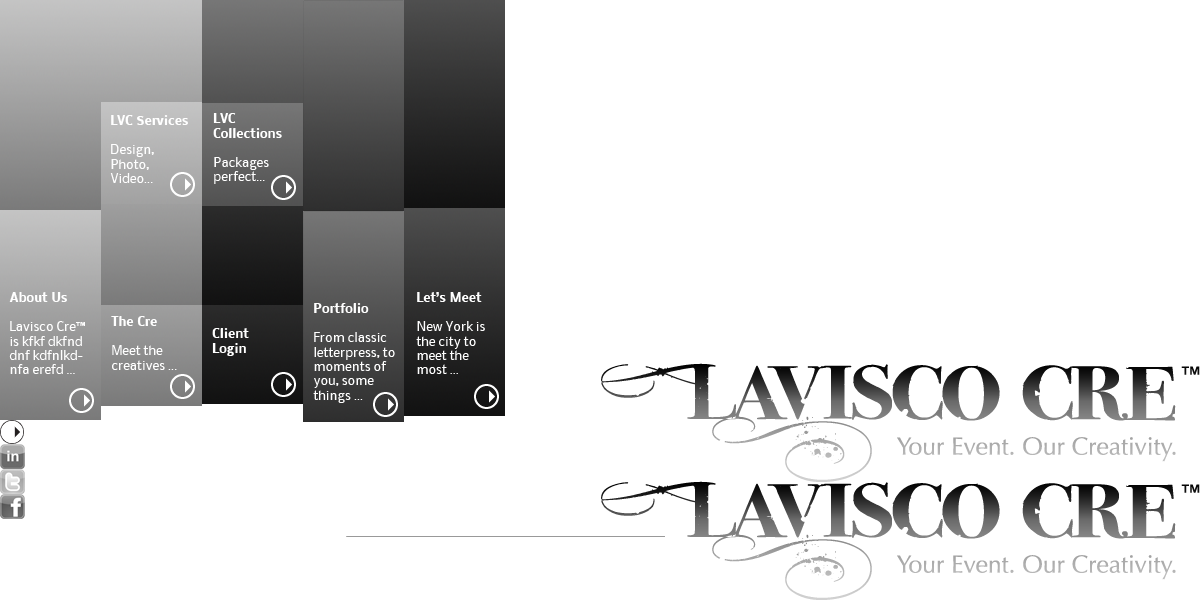 LVC Services
Design,
Photo,
Video...
LVC
Collections
Packages
perfect...
About Us
Lavisco Cre™
is kfkf dkfnd
dnf kdfnlkd-
nfa erefd ...
The Cre
Meet the
creatives ...
Client
Login
Portfolio
From classic
letterpress, to
moments of
you, some
things ...
Let's Meet
New York is
the city to
meet the
most ...
in
t
f
LAVISCO CRE™
Your Event. Our Creativity.
LAVISCO CRE™
Your Event. Our Creativity.